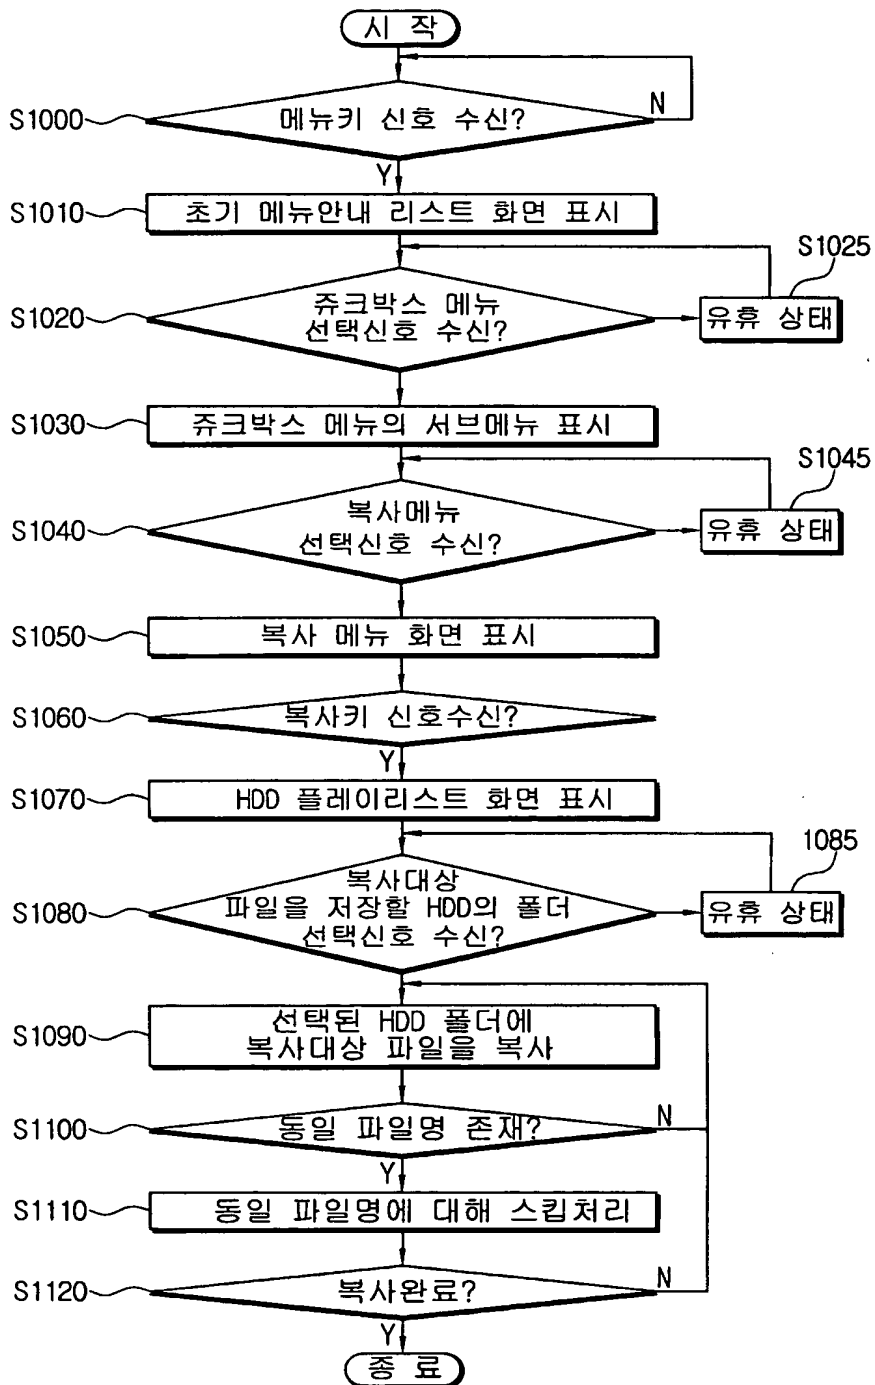 시 작
S1000
메뉴키 신호 수신?
N
Y
S1010
초기 메뉴안내 리스트 화면 표시
S1025
S1020
쥬크박스 메뉴
선택신호 수신?
유휴 상태
S1030
쥬크박스 메뉴의 서브메뉴 표시
S1045
S1040
복사메뉴
선택신호 수신?
유휴 상태
S1050
복사 메뉴 화면 표시
S1060
복사키 신호수신?
Y
S1070
HDD 플레이리스트 화면 표시
1085
S1080
복사대상
파일을 저장할 HDD의 폴더
선택신호 수신?
유휴 상태
S1090
선택된 HDD 폴더에
복사대상 파일을 복사
S1100
동일 파일명 존재?
N
Y
S1110
동일 파일명에 대해 스킵처리
S1120
복사완료?
N
Y
종 료